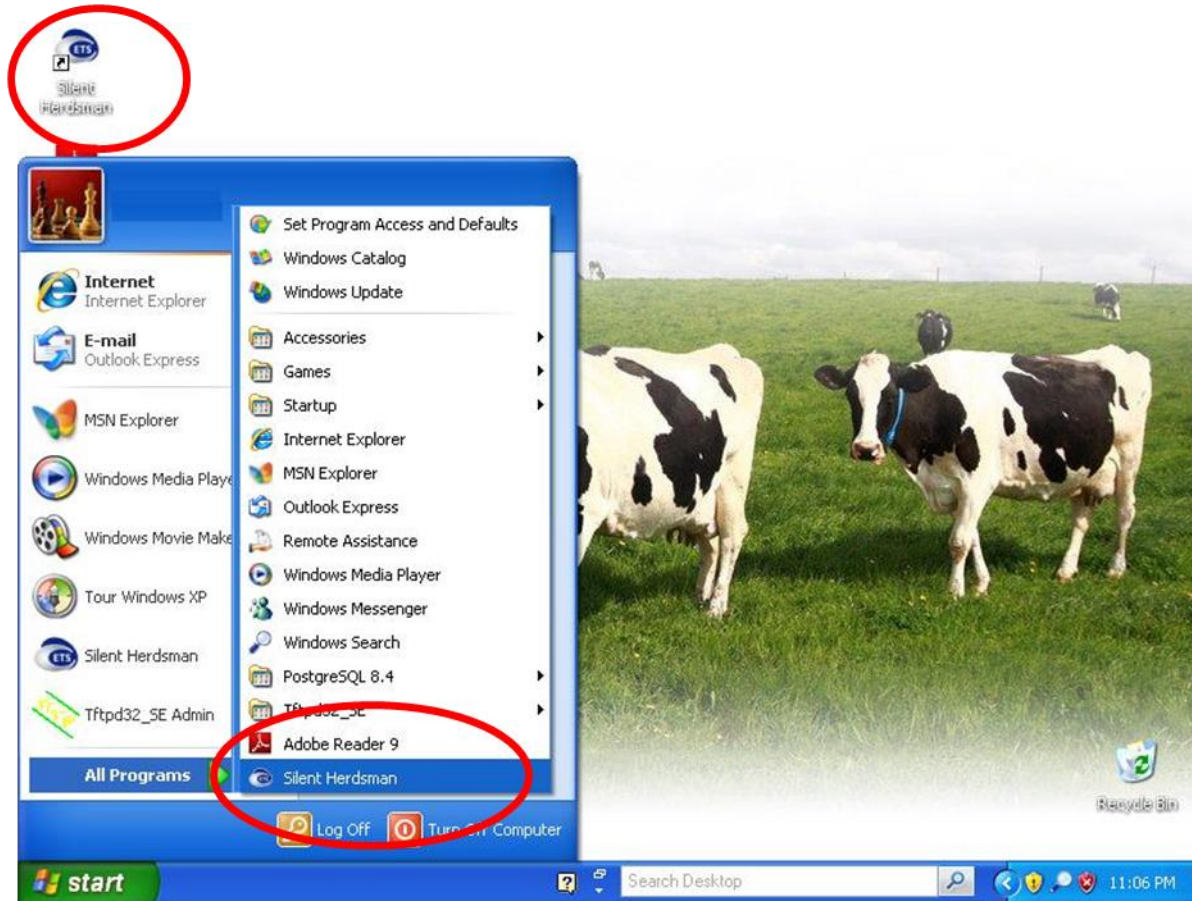 ETS
Silent
Herdsman
Internet
Internet Explorer
E-mail
Outlook Express
MSN Explorer
Windows Media Playe
Windows Movie Make
Tour Windows XP
ETS
Silent Herdsman
Tftpd32_SE Admin
All Programs
Set Program Access and Defaults
Windows Catalog
Windows Update
Accessories
Games
Startup
Internet Explorer
MSN Explorer
Outlook Express
Remote Assistance
Windows Media Player
Windows Messenger
Windows Search
PostgreSQL 8.4
Tftpd32_SE
Adobe Reader 9
Silent Herdsman
Log Off
Turn Off Computer
Recycle Bin
start
Search Desktop
11:06 PM